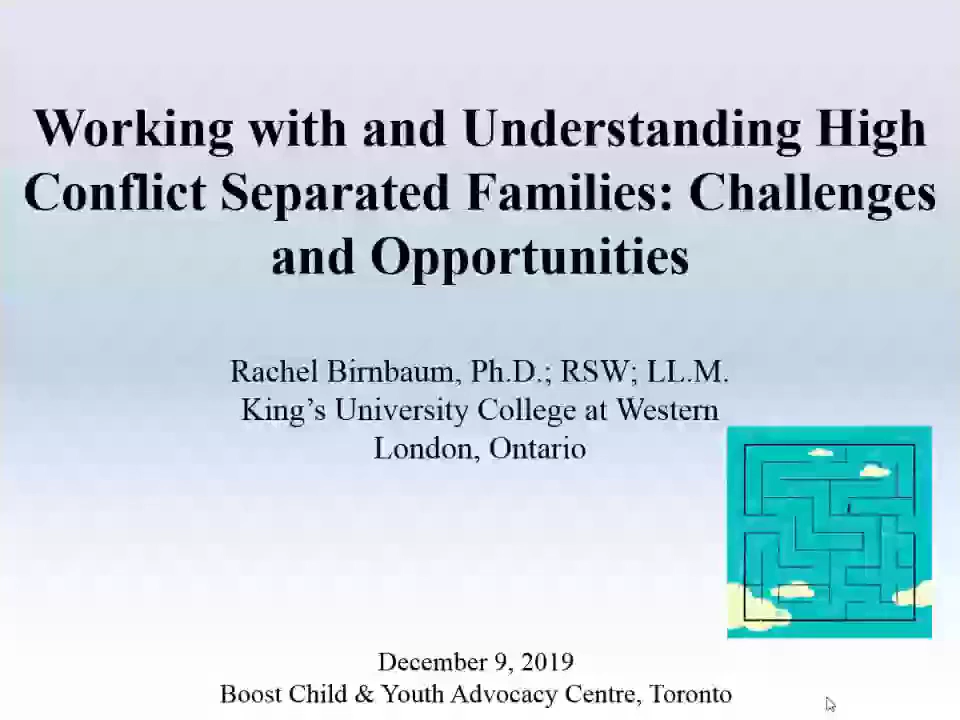 Working with and Understanding High
Conflict Separated Families: Challenges
and Opportunities
Rachel Birnbaum, Ph.D.; RSW; LL.M.
King’s University College at Western
London, Ontario
December 9, 2019
Boost Child & Youth Advocacy Centre, Toronto